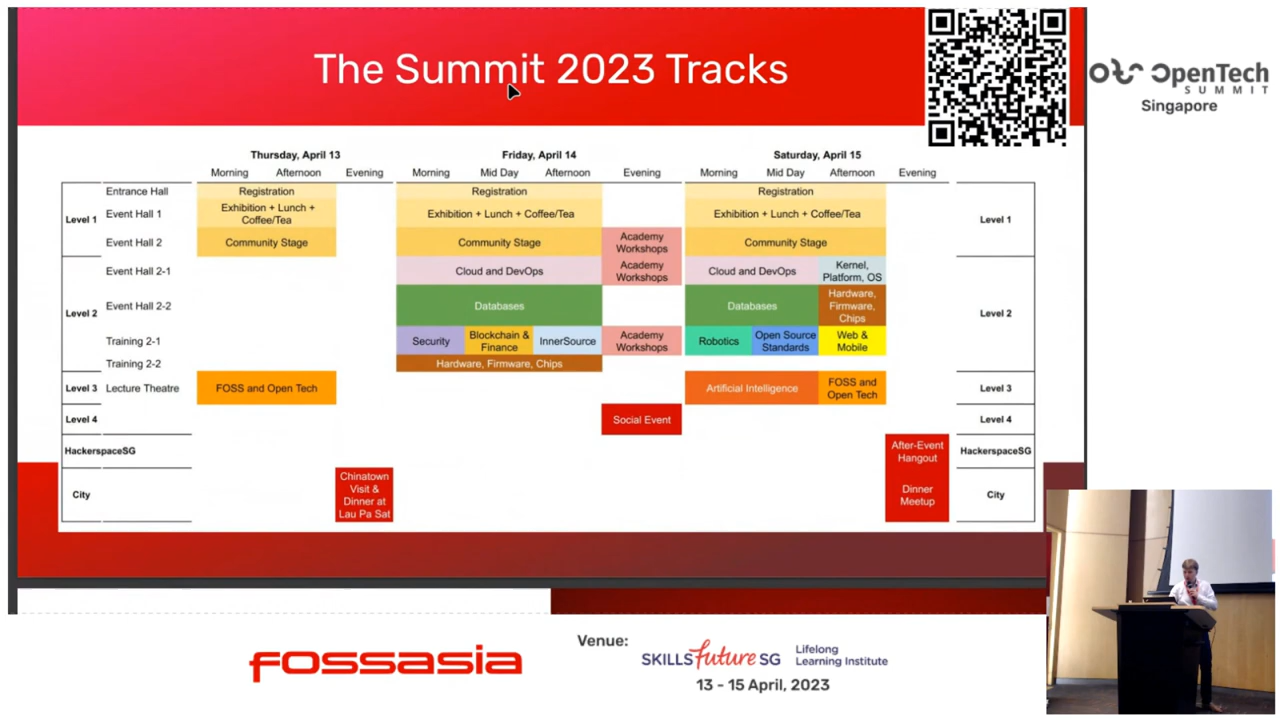 The Summit 2023 Tracks
OpenTech
SUMMIT
Singapore
Thursday, April 13
Friday, April 14
Saturday, April 15
Morning Afternoon Evening Morning Mid Day Afternoon Evening Morning Mid Day Afternoon Evening
Level 1
Entrance Hall
Registration
Registration
Registration
Level 1
Event Hall 1
Exhibition + Lunch +
Coffee/Tea
Exhibition + Lunch + Coffee/Tea
Exhibition + Lunch + Coffee/Tea
Event Hall 2
Community Stage
Community Stage
Academy
Workshops
Community Stage
Level 2
Event Hall 2-1
Cloud and DevOps
Academy
Workshops
Cloud and DevOps
Kernel,
Platform, OS
Level 2
Event Hall 2-2
Databases
Databases
Hardware,
Firmware,
Chips
Training 2-1
Security
Blockchain &
Finance
InnerSource
Academy
Workshops
Robotics
Open Source
Standards
Web &
Mobile
Training 2-2
Hardware, Firmware, Chips
Level 3
Lecture Theatre
FOSS and Open Tech
Artificial Intelligence
FOSS and
Open Tech
Level 3
Level 4
Social Event
Level 4
HackerspaceSG
After-Event
Hangout
HackerspaceSG
City
Chinatown
Visit &
Dinner at
Lau Pa Sat
Dinner
Meetup
City
fossasia
Venue:
SKILLSfuture SG
Lifelong
Learning Institute
13 - 15 April, 2023